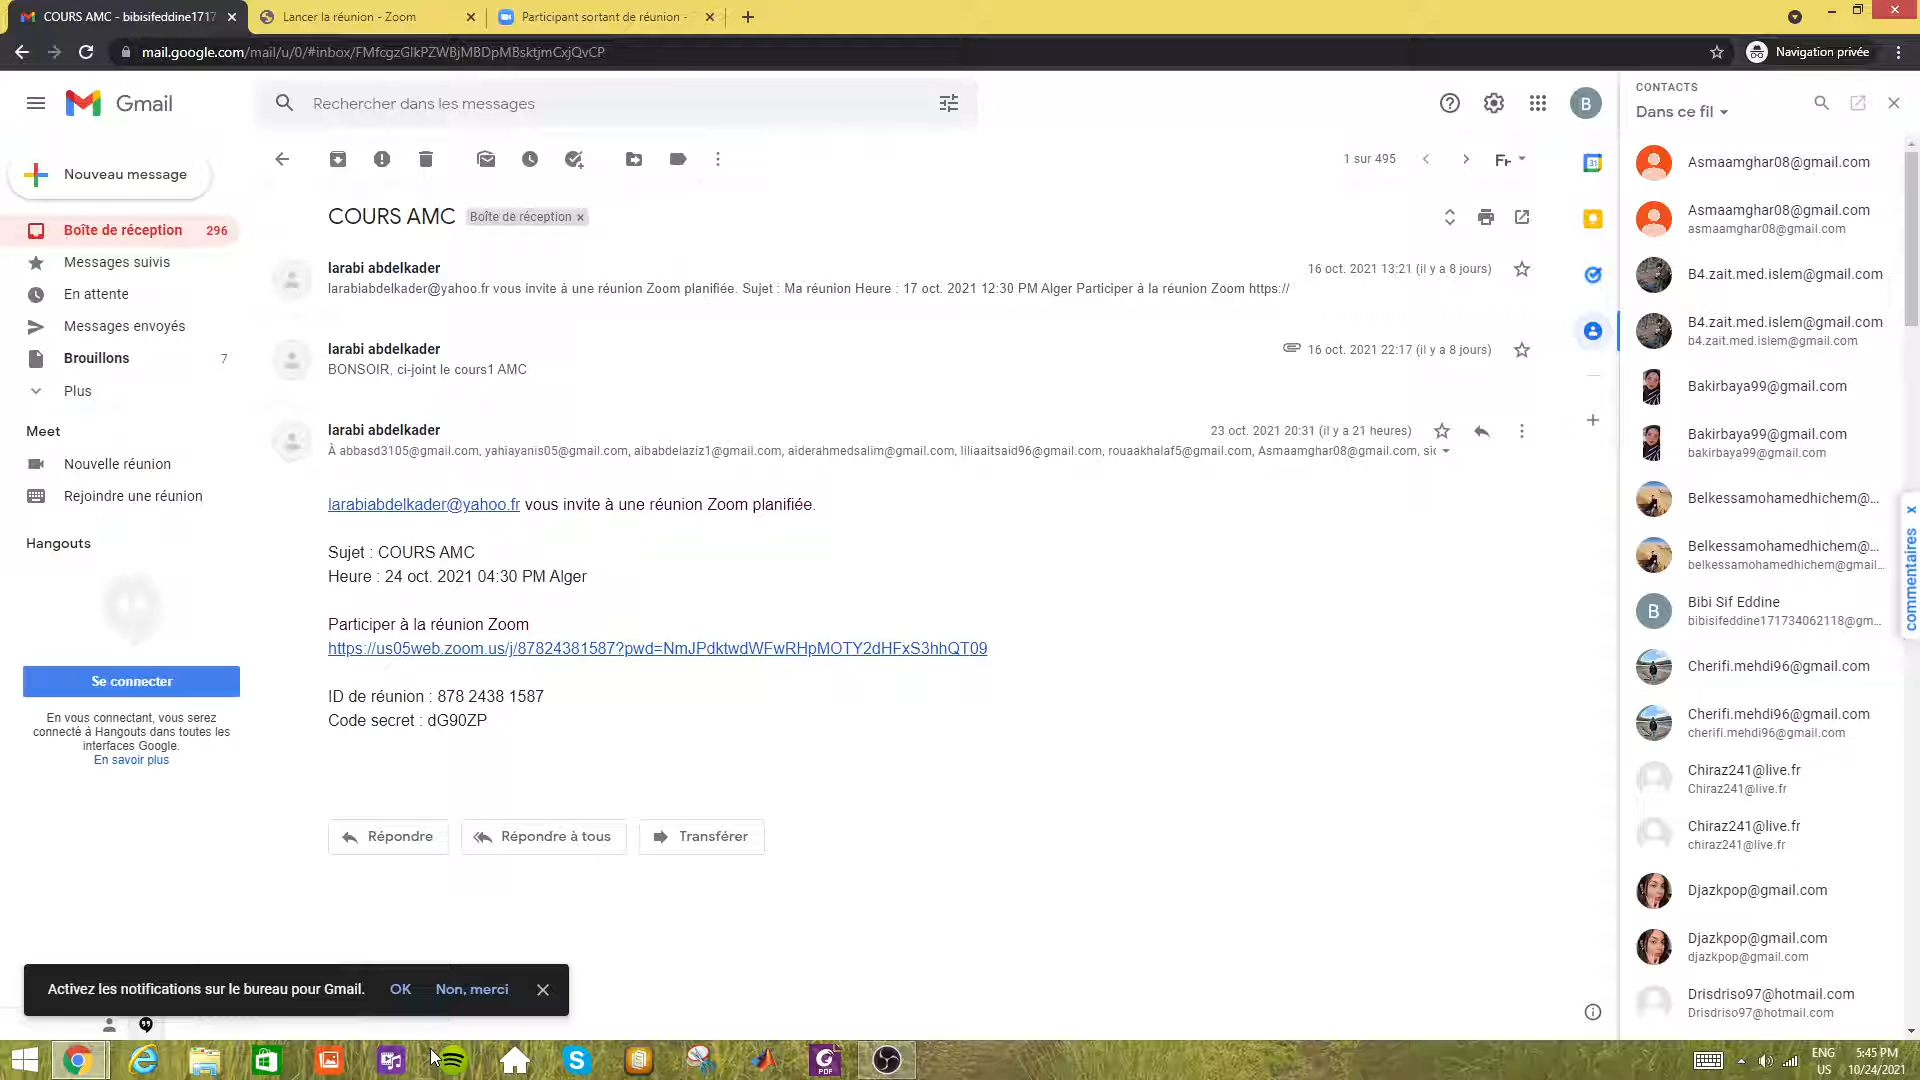 COURS AMC - bibisifeddine1717
Lancer la réunion - Zoom
Participant sortant de réunion -
mail.google.com/mail/u/0/#inbox/FMfcgzGlkPZWBjMBDpMBsktjmCxjQvCP
Navigation privée
Gmail
Rechercher dans les messages
B
CONTACTS
Dans ce fil
Nouveau message
1 sur 495
Fr
31
Boîte de réception 296
Messages suivis
En attente
Messages envoyés
Brouillons 7
Plus
Meet
Nouvelle réunion
Rejoindre une réunion
Hangouts
Se connecter
En vous connectant, vous serez
connecté à Hangouts dans toutes les
interfaces Google.
En savoir plus
COURS AMC Boîte de réception x
larabi abdelkader 16 oct. 2021 13:21 (il y a 8 jours)
larabiabdelkader@yahoo.fr vous invite à une réunion Zoom planifiée. Sujet : Ma réunion Heure : 17 oct. 2021 12:30 PM Alger Participer à la réunion Zoom https://
larabi abdelkader 16 oct. 2021 22:17 (il y a 8 jours)
BONSOIR, ci-joint le cours1 AMC
larabi abdelkader 23 oct. 2021 20:31 (il y a 21 heures)
À abbasd3105@gmail.com, yahiayanis05@gmail.com, aibabdelaziz1@gmail.com, aiderahmedsalim@gmail.com, liliaaitsaid96@gmail.com, rouaakhalaf5@gmail.com, Asmaamghar08@gmail.com, sic
larabiabdelkader@yahoo.fr vous invite à une réunion Zoom planifiée.
Sujet : COURS AMC
Heure : 24 oct. 2021 04:30 PM Alger
Participer à la réunion Zoom
https://us05web.zoom.us/j/87824381587?pwd=NmJPdktwdWFwRHpMOTY2dHFxS3hhQT09
ID de réunion : 878 2438 1587
Code secret : dG90ZP
Répondre
Répondre à tous
Transférer
Asmaamghar08@gmail.com
Asmaamghar08@gmail.com
asmaamghar08@gmail.com
B4.zait.med.islem@gmail.com
B4.zait.med.islem@gmail.com
b4.zait.med.islem@gmail.com
Bakirbaya99@gmail.com
Bakirbaya99@gmail.com
bakirbaya99@gmail.com
Belkessamohamedhichem@...
Belkessamohamedhichem@...
belkessamohamedhichem@gmail...
B
Bibi Sif Eddine
bibisifeddine171734062118@gm...
Cherifi.mehdi96@gmail.com
Cherifi.mehdi96@gmail.com
cherifi.mehdi96@gmail.com
Chiraz241@live.fr
Chiraz241@live.fr
Chiraz241@live.fr
chiraz241@live.fr
Djazkpop@gmail.com
Djazkpop@gmail.com
djazkpop@gmail.com
Drisdriso97@hotmail.com
Drisdriso97@hotmail.com
commentaires x
Activez les notifications sur le bureau pour Gmail. OK Non, merci
PDF
ENG
US
5:45 PM
10/24/2021